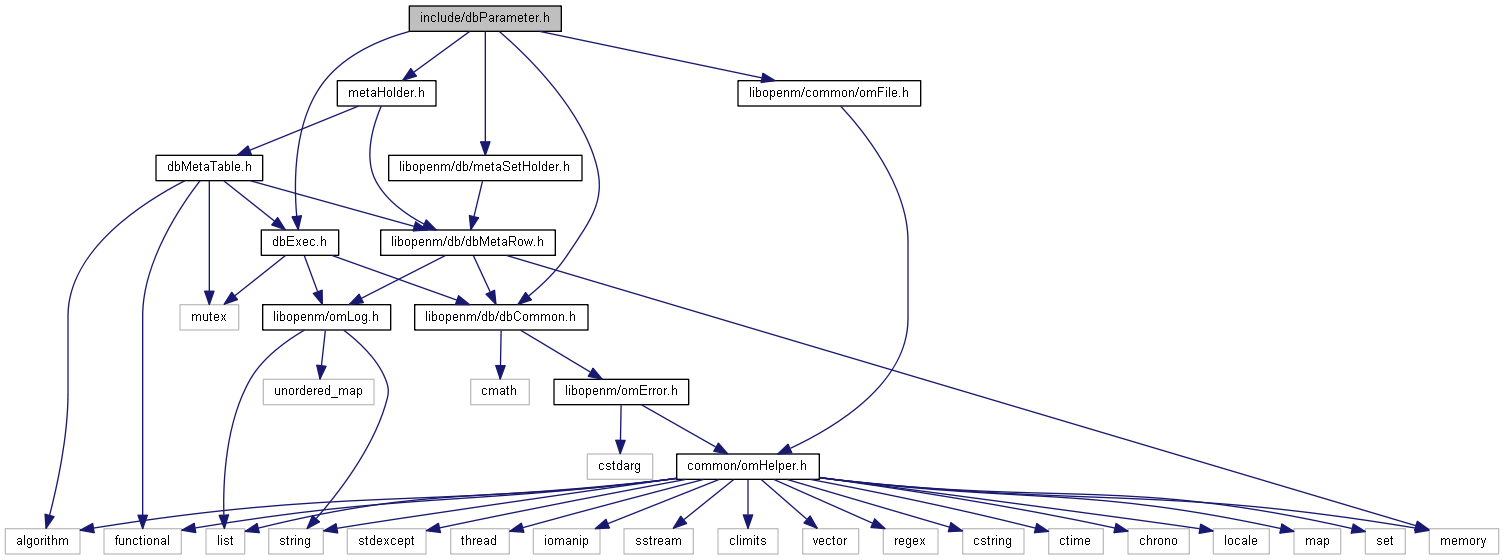 include/dbParameter.h
metaHolder.h
libopenm/common/omFile.h
dbMetaTable.h
libopenm/db/metaSetHolder.h
dbExec.h
libopenm/db/dbMetaRow.h
mutex
libopenm/omLog.h
libopenm/db/dbCommon.h
unordered_map
cmath
libopenm/omError.h
cstdarg
common/omHelper.h
algorithm
functional
list
string
stdexcept
thread
iomanip
sstream
climits
vector
regex
cstring
ctime
chrono
locale
map
set
memory